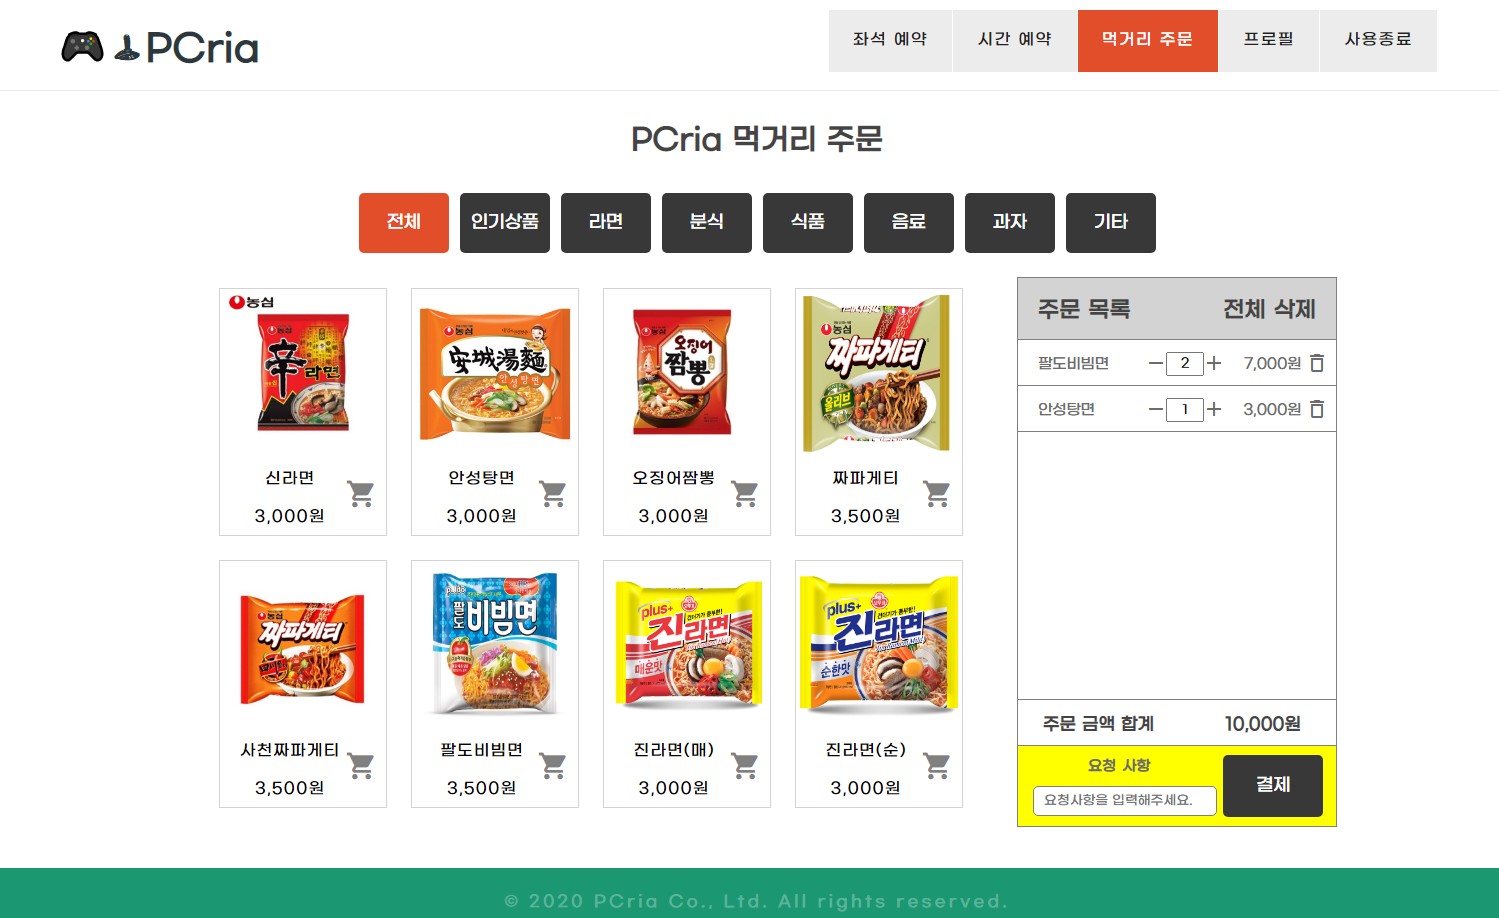 PCria
좌석 예약
시간 예약
먹거리 주문
프로필
사용종료
PCria 먹거리 주문
전체
인기상품
라면
분식
식품
음료
과자
기타
농심
농심
辛
라면
신라면
3,000원
농심
安城湯麵
안성탕면
안성탕면
3,000원
농심
오징어
짬뽕
오징어짬뽕
3,000원
농심
짜파게티
올리브
짜파게티
3,500원
농심
짜파게티
사천짜파게티
3,500원
paldo
팔도
비빔면
팔도비빔면
3,500원
plus+
진라면
매운맛
진라면(매)
3,000원
plus+
진라면
순한맛
진라면(순)
3,000원
주문 목록
전체 삭제
팔도비빔면 2 7,000원
안성탕면 1 3,000원
주문 금액 합계 10,000원
요청 사항
요청사항을 입력해주세요.
결제
© 2020 PCria Co., Ltd. All rights reserved.